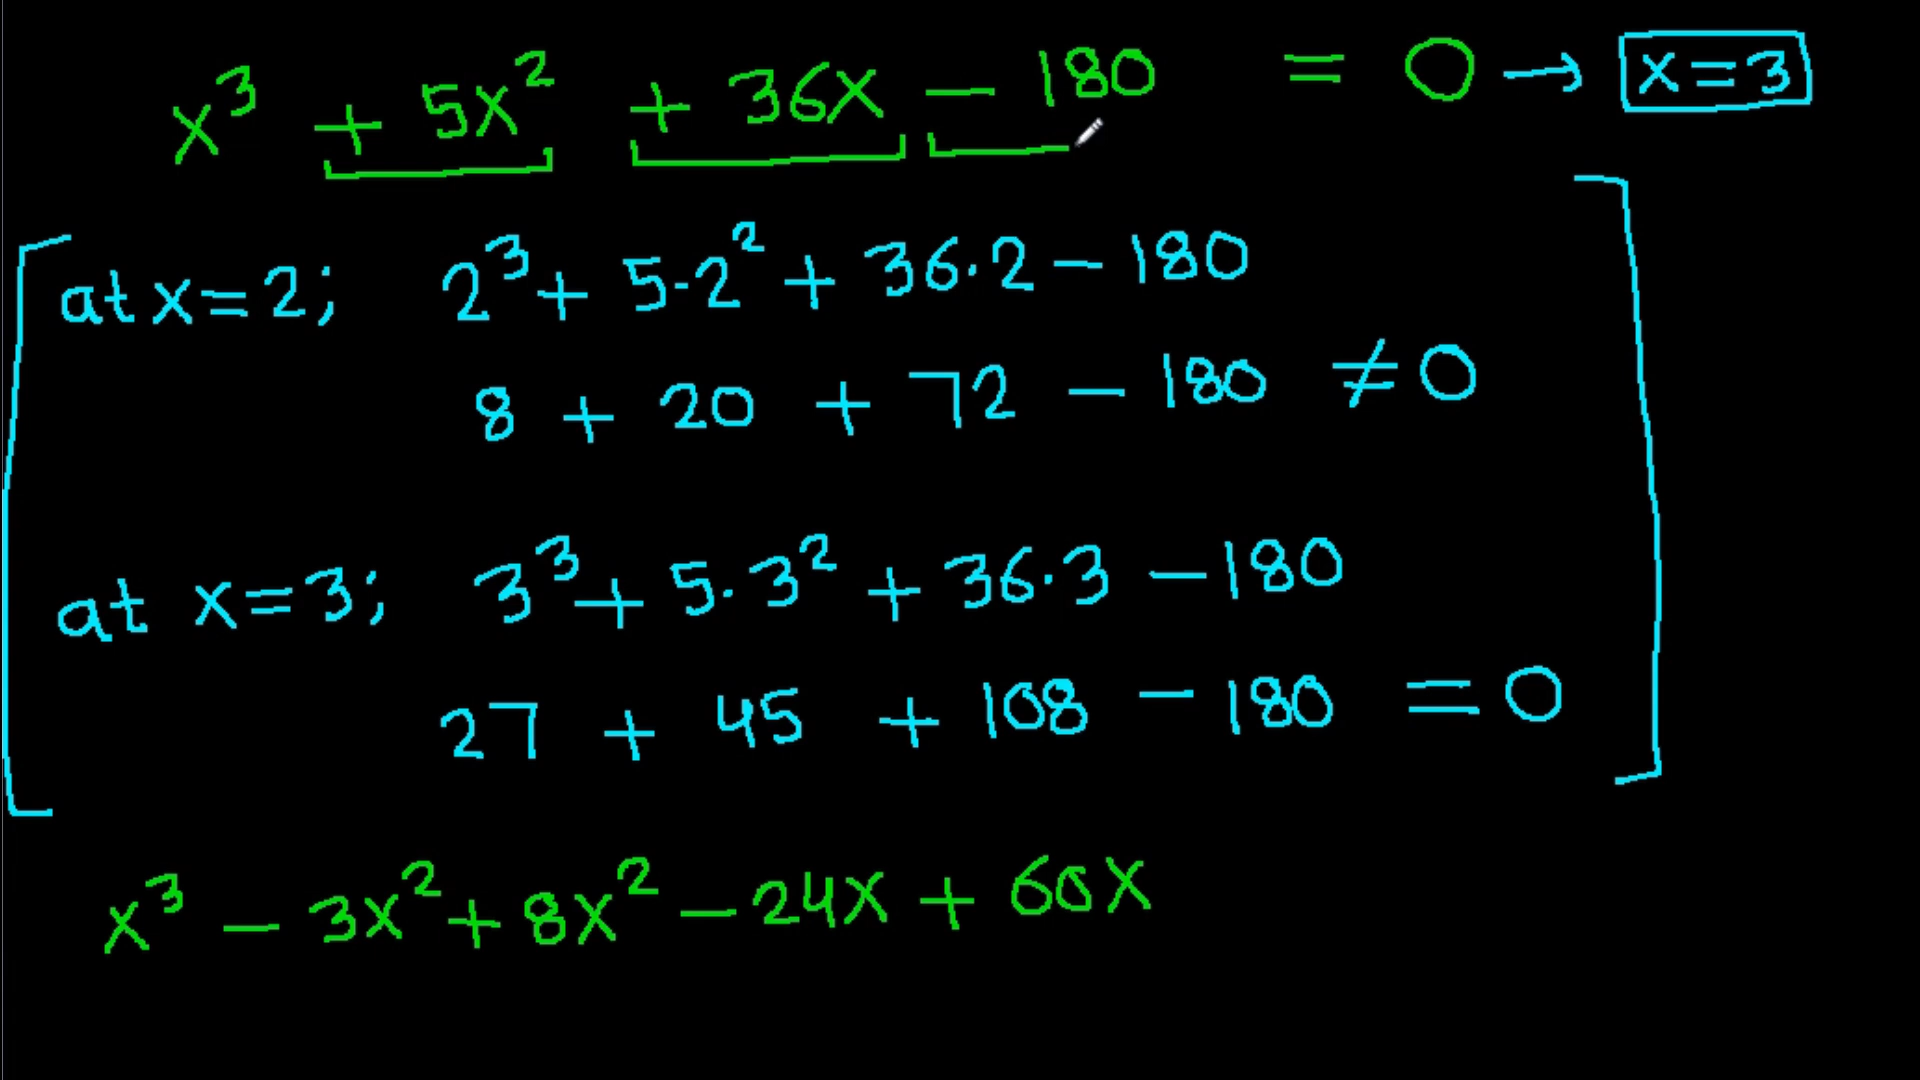 x³ + 5x² + 36x − 180 = 0 → x=3
at x=2; 2³ + 5·2² + 36·2 − 180
8 + 20 + 72 − 180 ≠ 0
at x=3; 3³ + 5·3² + 36·3 − 180
27 + 45 + 108 − 180 = 0
x³ − 3x² + 8x² − 24x + 60x